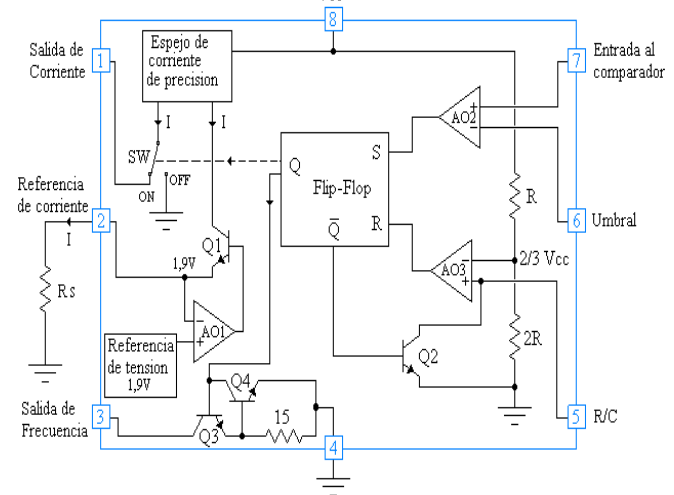 8
Salida de
Corriente
1
Espejo de
corriente
de precision
7
Entrada al
comparador
I
I
+
AO2
−
SW
OFF
ON
S
Q
Flip-Flop
R
Q
R
Referencia
de corriente
2
I
Rs
6
Umbral
Q1
1,9V
−
AO3
+
2/3 Vcc
−
AO1
+
Referencia
de tension
1,9V
Q2
2R
Q4
15
Q3
Salida de
Frecuencia
3
4
5
R/C